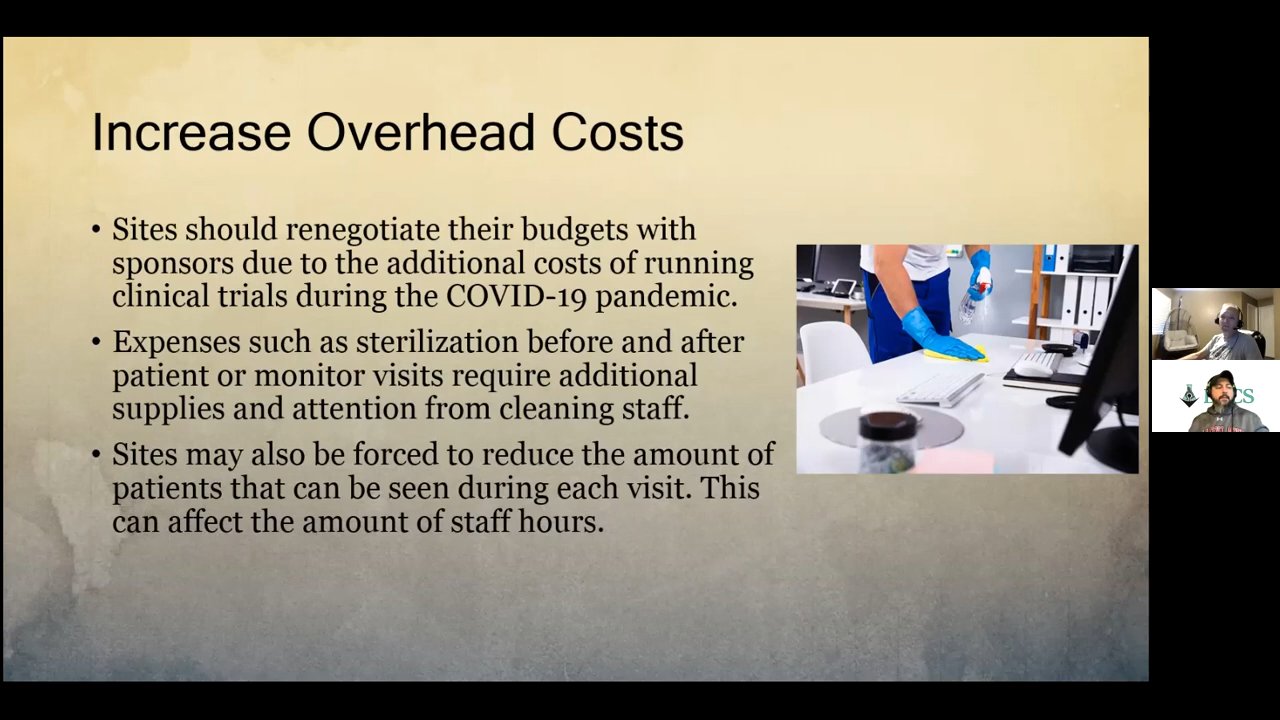 Increase Overhead Costs
• Sites should renegotiate their budgets with
sponsors due to the additional costs of running
clinical trials during the COVID-19 pandemic.
• Expenses such as sterilization before and after
patient or monitor visits require additional
supplies and attention from cleaning staff.
• Sites may also be forced to reduce the amount of
patients that can be seen during each visit. This
can affect the amount of staff hours.